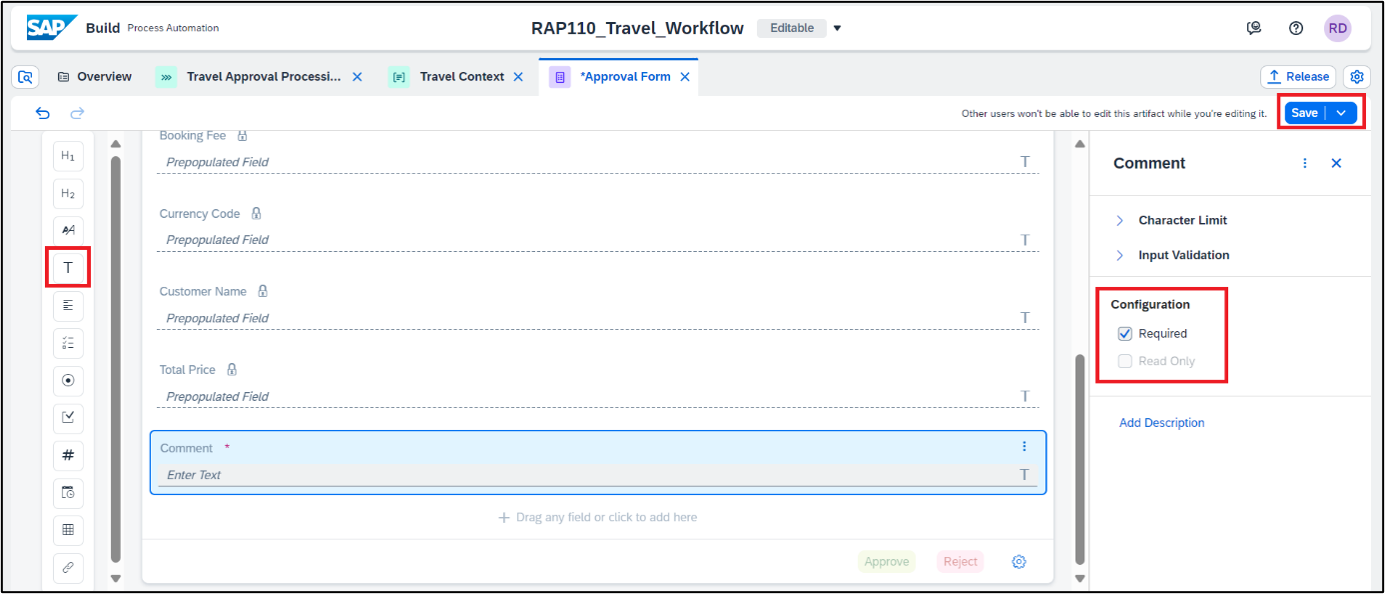 SAP Build Process Automation
RAP110_Travel_Workflow Editable
RD
Overview
Travel Approval Processi...
Travel Context
*Approval Form
Release
Other users won't be able to edit this artifact while you're editing it.
Save
H1
H2
T
Booking Fee
Prepopulated Field T
Currency Code
Prepopulated Field T
Customer Name
Prepopulated Field T
Total Price
Prepopulated Field T
Comment *
Enter Text T
+ Drag any field or click to add here
Approve
Reject
Comment
Character Limit
Input Validation
Configuration
Required
Read Only
Add Description